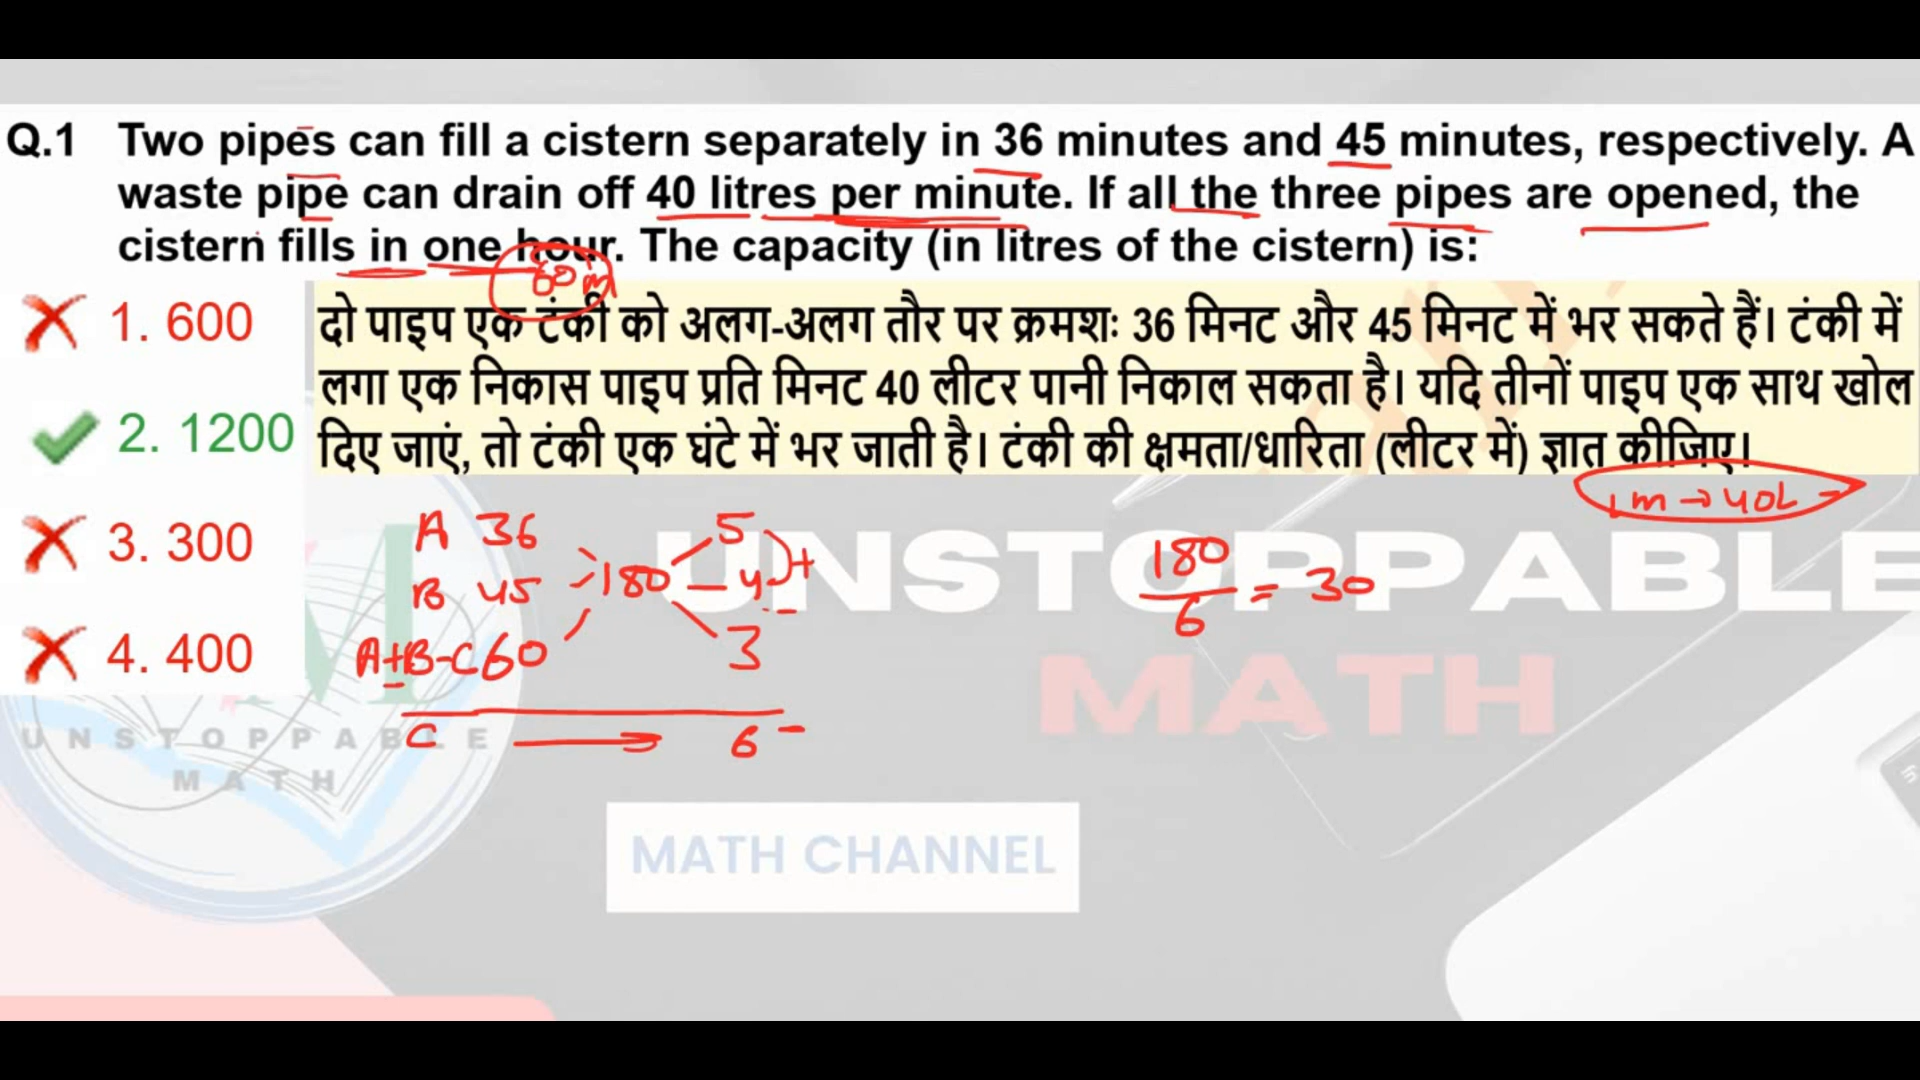 Q.1 Two pipes can fill a cistern separately in 36 minutes and 45 minutes, respectively. A
waste pipe can drain off 40 litres per minute. If all the three pipes are opened, the
cistern fills in one hour. The capacity (in litres of the cistern) is:
60 m
1. 600
2. 1200
3. 300
4. 400
दो पाइप एक टंकी को अलग-अलग तौर पर क्रमशः 36 मिनट और 45 मिनट में भर सकते हैं। टंकी में
लगा एक निकास पाइप प्रति मिनट 40 लीटर पानी निकाल सकता है। यदि तीनों पाइप एक साथ खोल
दिए जाएं, तो टंकी एक घंटे में भर जाती है। टंकी की क्षमता/धारिता (लीटर में) ज्ञात कीजिए।
1m → 40L
A 36
B 45
A+B-C 60
180
5
4
+
3
C → 6 -
180/6 = 30
UNSTOPPABLE
MATH
UNSTOPPABLE
MATH
MATH CHANNEL